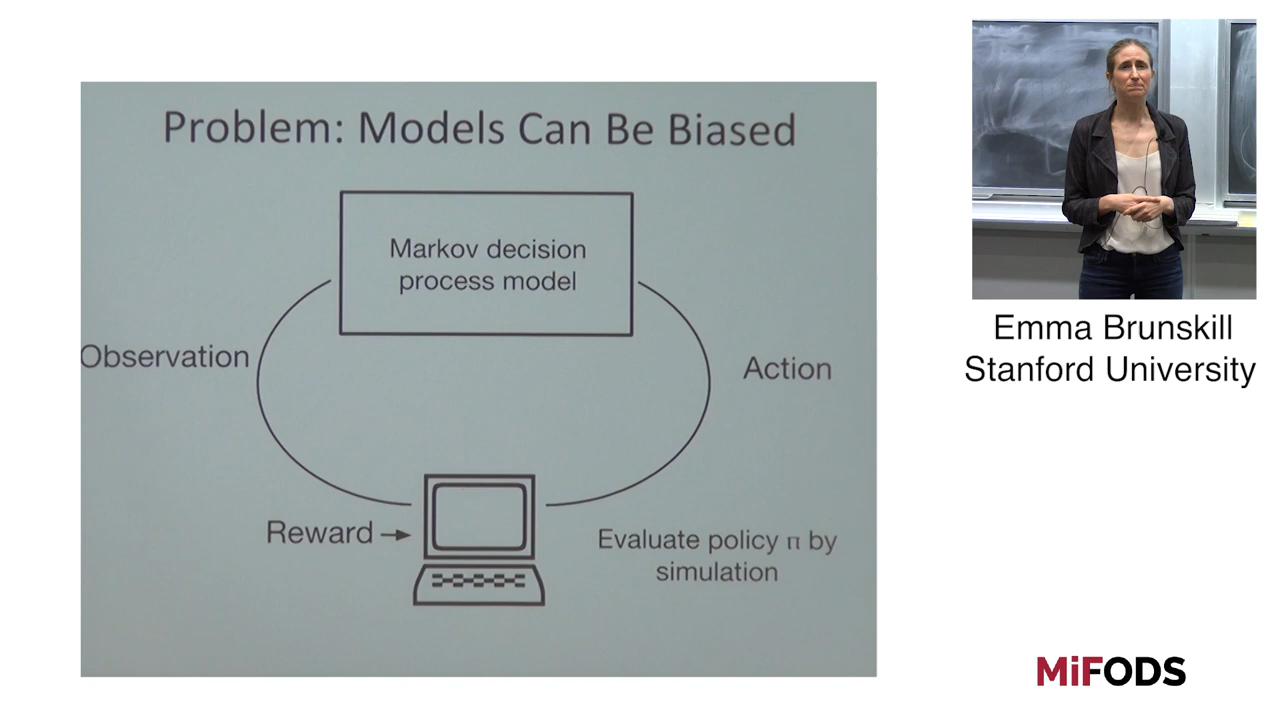 Problem: Models Can Be Biased
Markov decision
process model
Observation
Action
Reward
Evaluate policy π by
simulation
Emma Brunskill
Stanford University
MiFODS